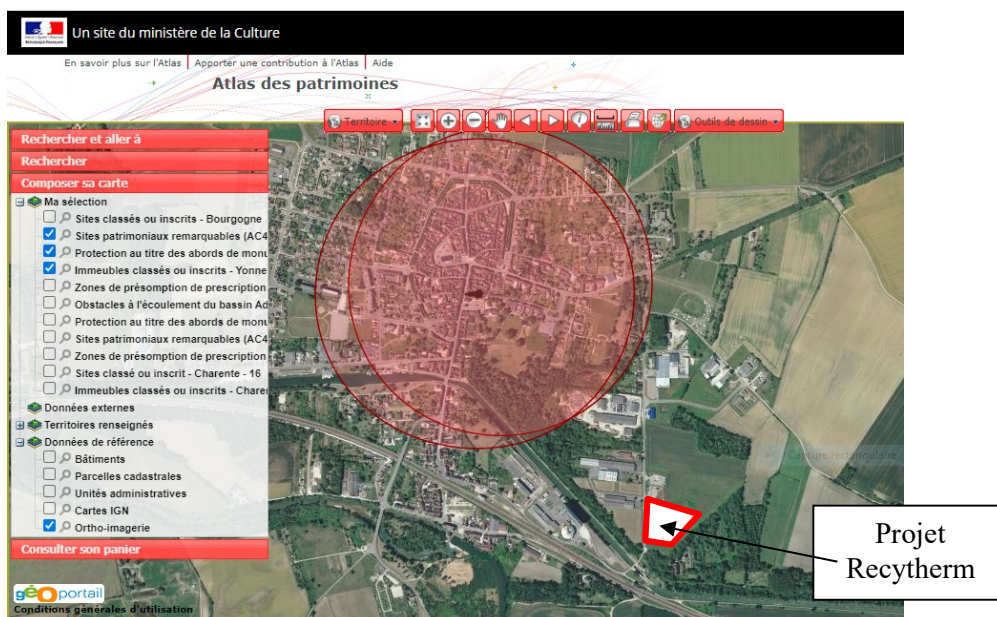 Un site du ministère de la Culture
En savoir plus sur l'Atlas | Apporter une contribution à l'Atlas | Aide
Atlas des patrimoines
Territoire
Outils de dessin
Rechercher et aller à
Rechercher
Composer sa carte
Ma sélection
Sites classés ou inscrits - Bourgogne
Sites patrimoniaux remarquables (AC4
Protection au titre des abords de monu
Immeubles classés ou inscrits - Yonne
Zones de présomption de prescription
Obstacles à l'écoulement du bassin Ad
Protection au titre des abords de monu
Sites patrimoniaux remarquables (AC4
Zones de présomption de prescription
Sites classé ou inscrit - Charente - 16
Immeubles classés ou inscrits - Charen
Données externes
Territoires renseignés
Données de référence
Bâtiments
Parcelles cadastrales
Unités administratives
Cartes IGN
Ortho-imagerie
Consulter son panier
Capture rectangulaire
Projet
Recytherm
géoportail
Conditions générales d'utilisation